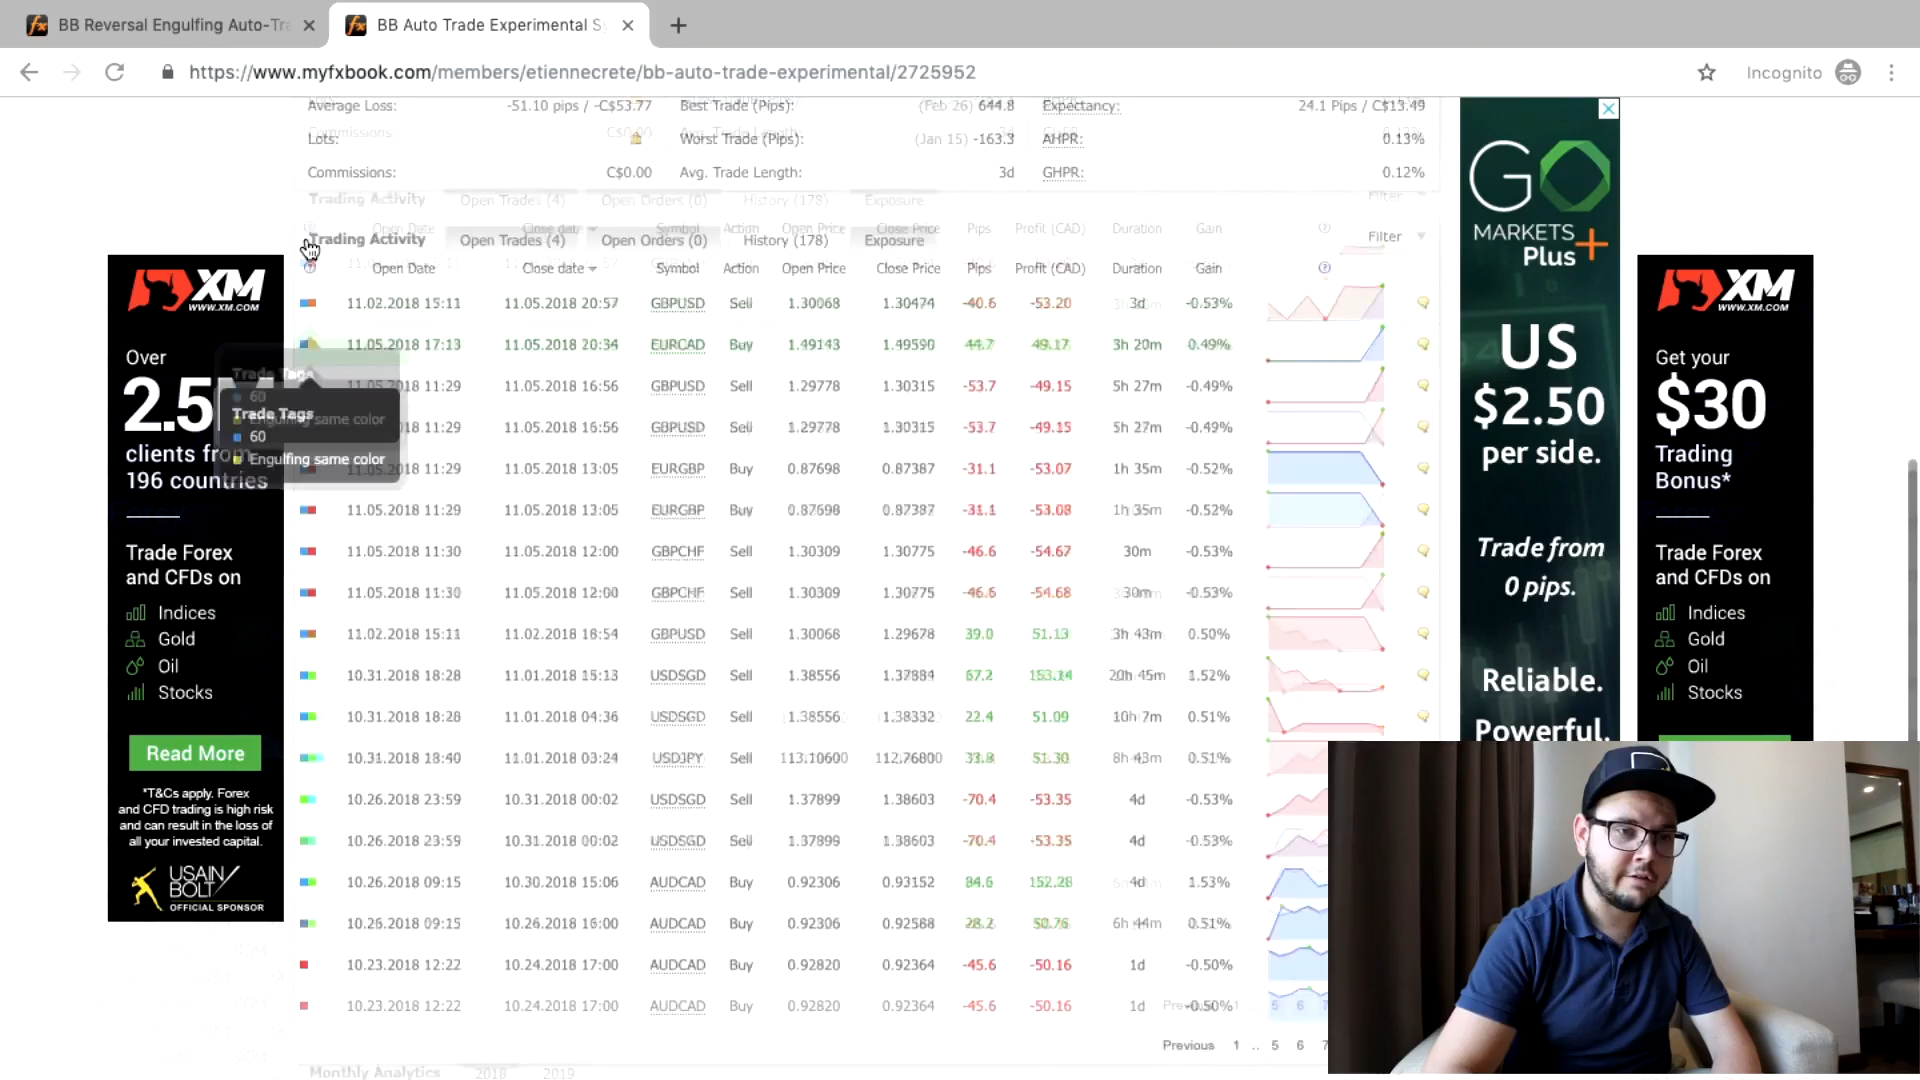 BB Reversal Engulfing Auto-Tra
BB Auto Trade Experimental S
https://www.myfxbook.com/members/etiennecrete/bb-auto-trade-experimental/2725952
Incognito
Average Loss: -51.10 pips / -C$53.77 Best Trade (Pips): (Feb 26) 644.8 Expectancy: 24.1 Pips / C$13.49
Lots: Worst Trade (Pips): (Jan 15) -163.3 AHPR: 0.13%
Commissions: C$0.00 Avg. Trade Length: 3d GHPR: 0.12%
Trading Activity Open Trades (4) Open Orders (0) History (178) Exposure Filter
Open Date Close date Symbol Action Open Price Close Price Pips Profit (CAD) Duration Gain
11.02.2018 15:11 11.05.2018 20:57 GBPUSD Sell 1.30068 1.30474 -40.6 -53.20 3d -0.53%
11.05.2018 17:13 11.05.2018 20:34 EURCAD Buy 1.49143 1.49590 44.7 49.17 3h 20m 0.49%
11.05.2018 11:29 11.05.2018 16:56 GBPUSD Sell 1.29778 1.30315 -53.7 -49.15 5h 27m -0.49%
11.05.2018 11:29 11.05.2018 16:56 GBPUSD Sell 1.29778 1.30315 -53.7 -49.15 5h 27m -0.49%
11.05.2018 11:29 11.05.2018 13:05 EURGBP Buy 0.87698 0.87387 -31.1 -53.07 1h 35m -0.52%
11.05.2018 11:29 11.05.2018 13:05 EURGBP Buy 0.87698 0.87387 -31.1 -53.08 1h 35m -0.52%
11.05.2018 11:30 11.05.2018 12:00 GBPCHF Sell 1.30309 1.30775 -46.6 -54.67 30m -0.53%
11.05.2018 11:30 11.05.2018 12:00 GBPCHF Sell 1.30309 1.30775 -46.6 -54.68 30m -0.53%
11.02.2018 15:11 11.02.2018 18:54 GBPUSD Sell 1.30068 1.29678 39.0 51.13 3h 43m 0.50%
10.31.2018 18:28 11.01.2018 15:13 USDSGD Sell 1.38556 1.37884 67.2 153.14 20h 45m 1.52%
10.31.2018 18:28 11.01.2018 04:36 USDSGD Sell 1.38556 1.38332 22.4 51.09 10h 7m 0.51%
10.31.2018 18:40 11.01.2018 03:24 USDJPY Sell 113.10600 112.76800 33.8 51.30 8h 43m 0.51%
10.26.2018 23:59 10.31.2018 00:02 USDSGD Sell 1.37899 1.38603 -70.4 -53.35 4d -0.53%
10.26.2018 23:59 10.31.2018 00:02 USDSGD Sell 1.37899 1.38603 -70.4 -53.35 4d -0.53%
10.26.2018 09:15 10.30.2018 15:06 AUDCAD Buy 0.92306 0.93152 84.6 152.28 4d 1.53%
10.26.2018 09:15 10.26.2018 16:00 AUDCAD Buy 0.92306 0.92588 28.2 50.76 6h 44m 0.51%
10.23.2018 12:22 10.24.2018 17:00 AUDCAD Buy 0.92820 0.92364 -45.6 -50.16 1d -0.50%
10.23.2018 12:22 10.24.2018 17:00 AUDCAD Buy 0.92820 0.92364 -45.6 -50.16 1d -0.50%
Previous 1 .. 5 6 7
Monthly Analytics 2018 2019
Trade Tags
60
Engulfing same color
XM
WWW.XM.COM
Over
2.5
clients from
196 countries
Trade Forex
and CFDs on
Indices
Gold
Oil
Stocks
Read More
*T&Cs apply. Forex
and CFD trading is high risk
and can result in the loss of
all your invested capital.
USAIN
BOLT
OFFICIAL SPONSOR
GO
MARKETS
Plus+
US
$2.50
per side.
Trade from
0 pips.
Reliable.
Powerful.
XM
WWW.XM.COM
Get your
$30
Trading
Bonus*
Trade Forex
and CFDs on
Indices
Gold
Oil
Stocks